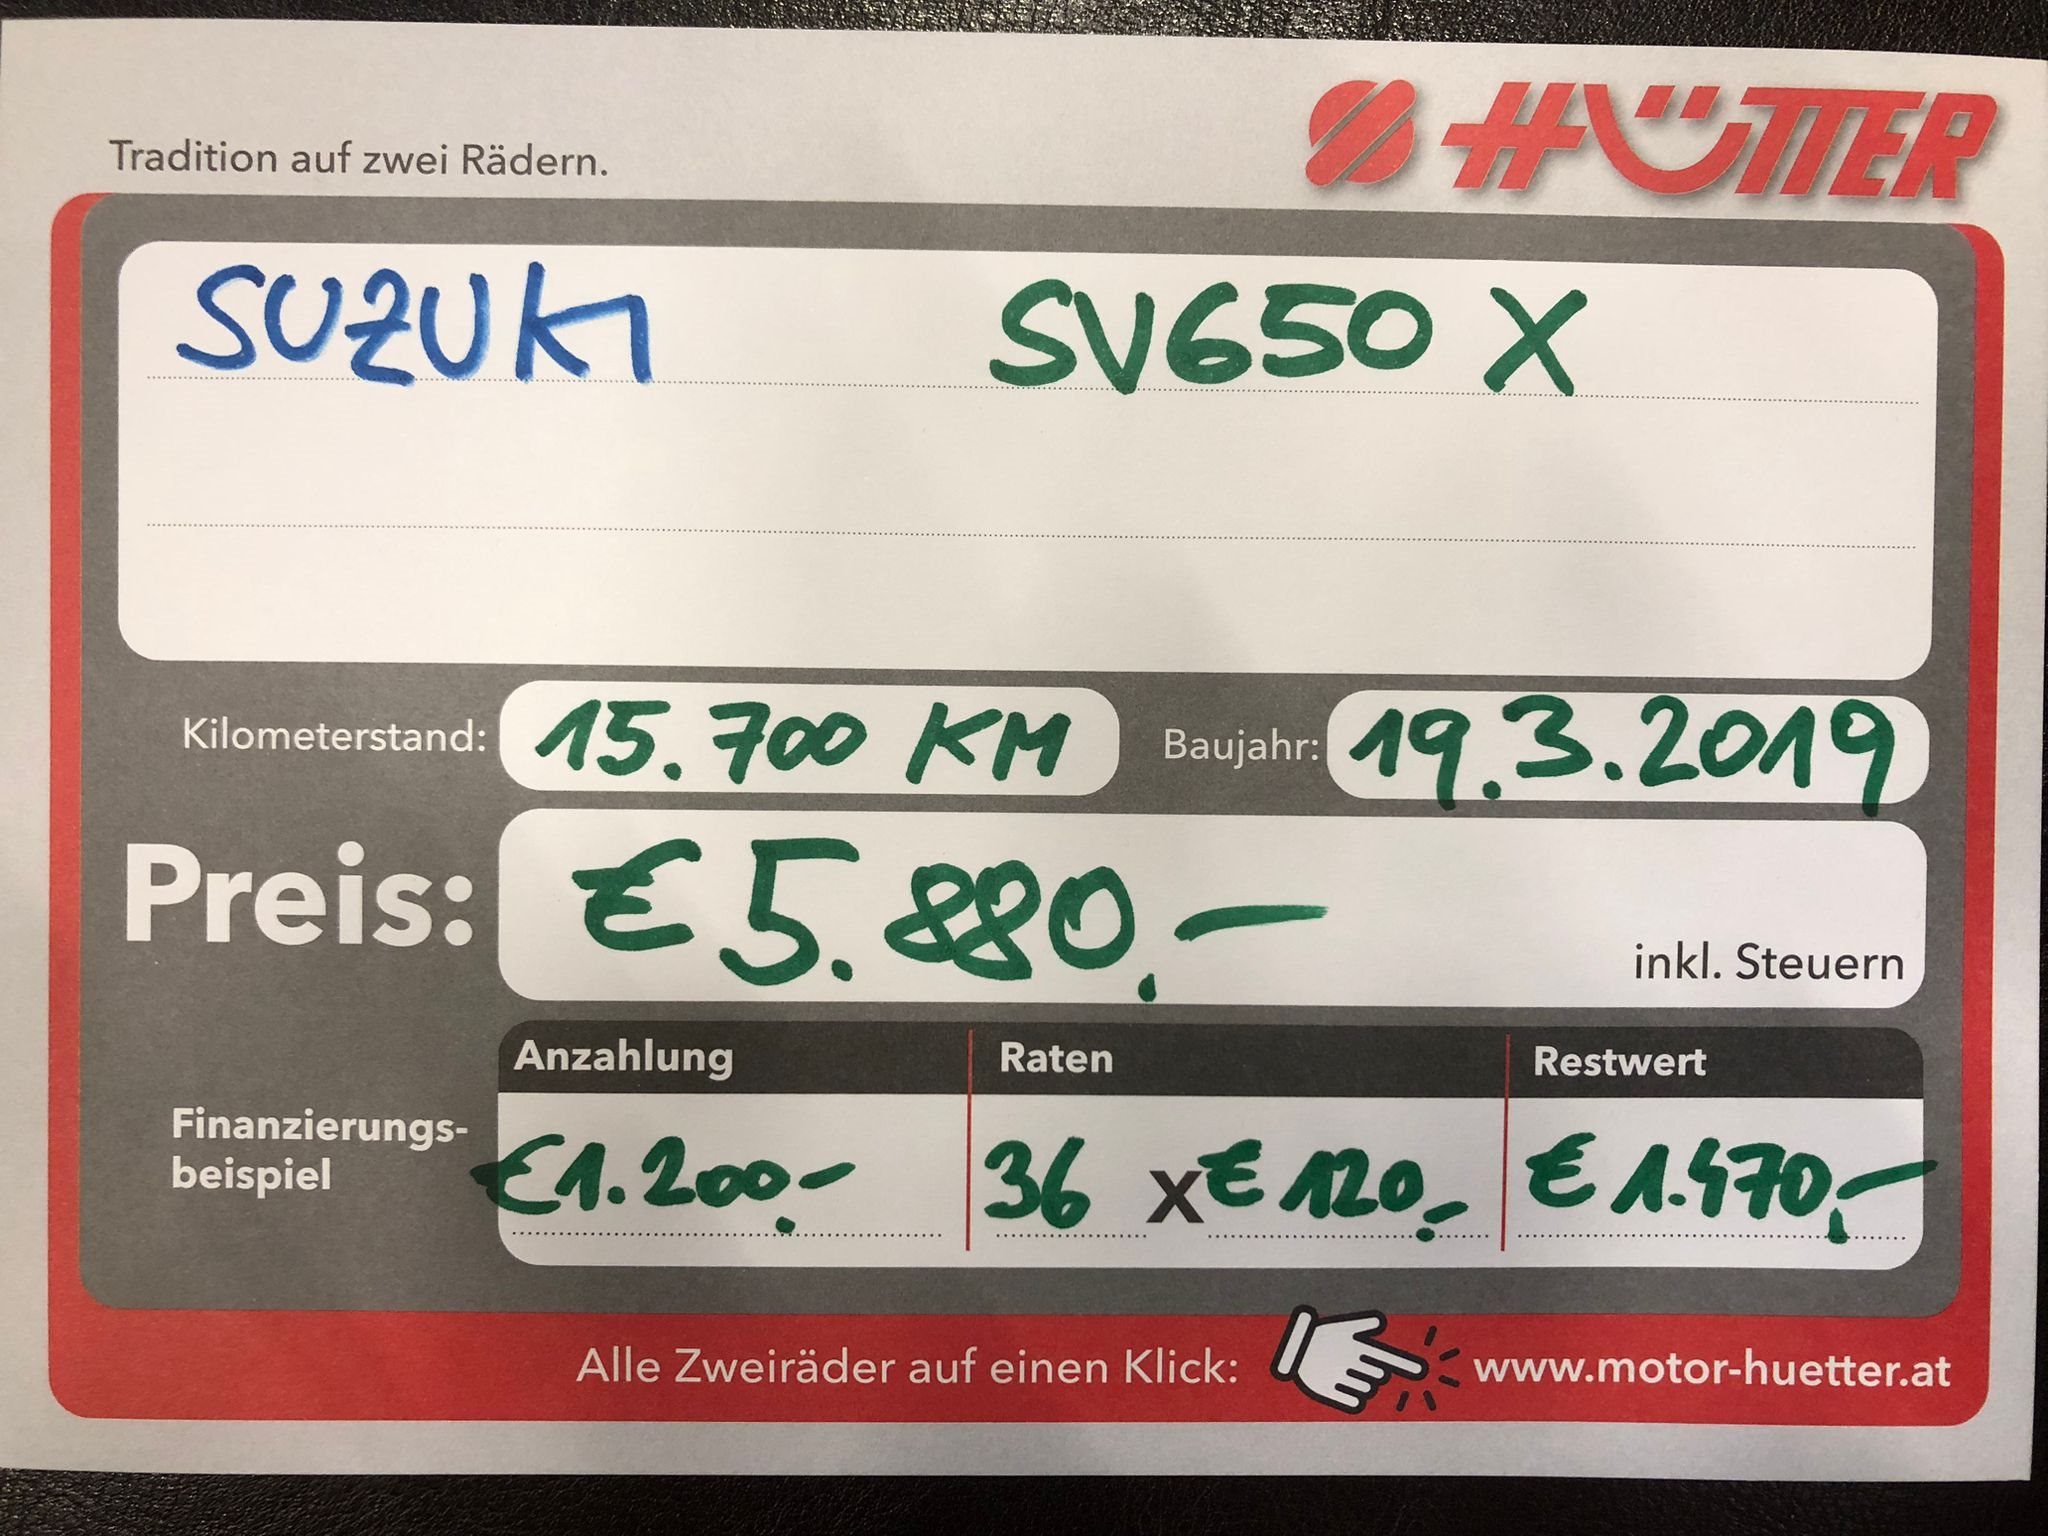 HÜTTER
Tradition auf zwei Rädern.
SUZUKI SV650 X
Kilometerstand: 15.700 KM Baujahr: 19.3.2019
Preis: € 5.880,–
inkl. Steuern
Anzahlung Raten Restwert
Finanzierungs-
beispiel
€ 1.200,– 36 x € 120,– € 1.470,–
Alle Zweiräder auf einen Klick: www.motor-huetter.at